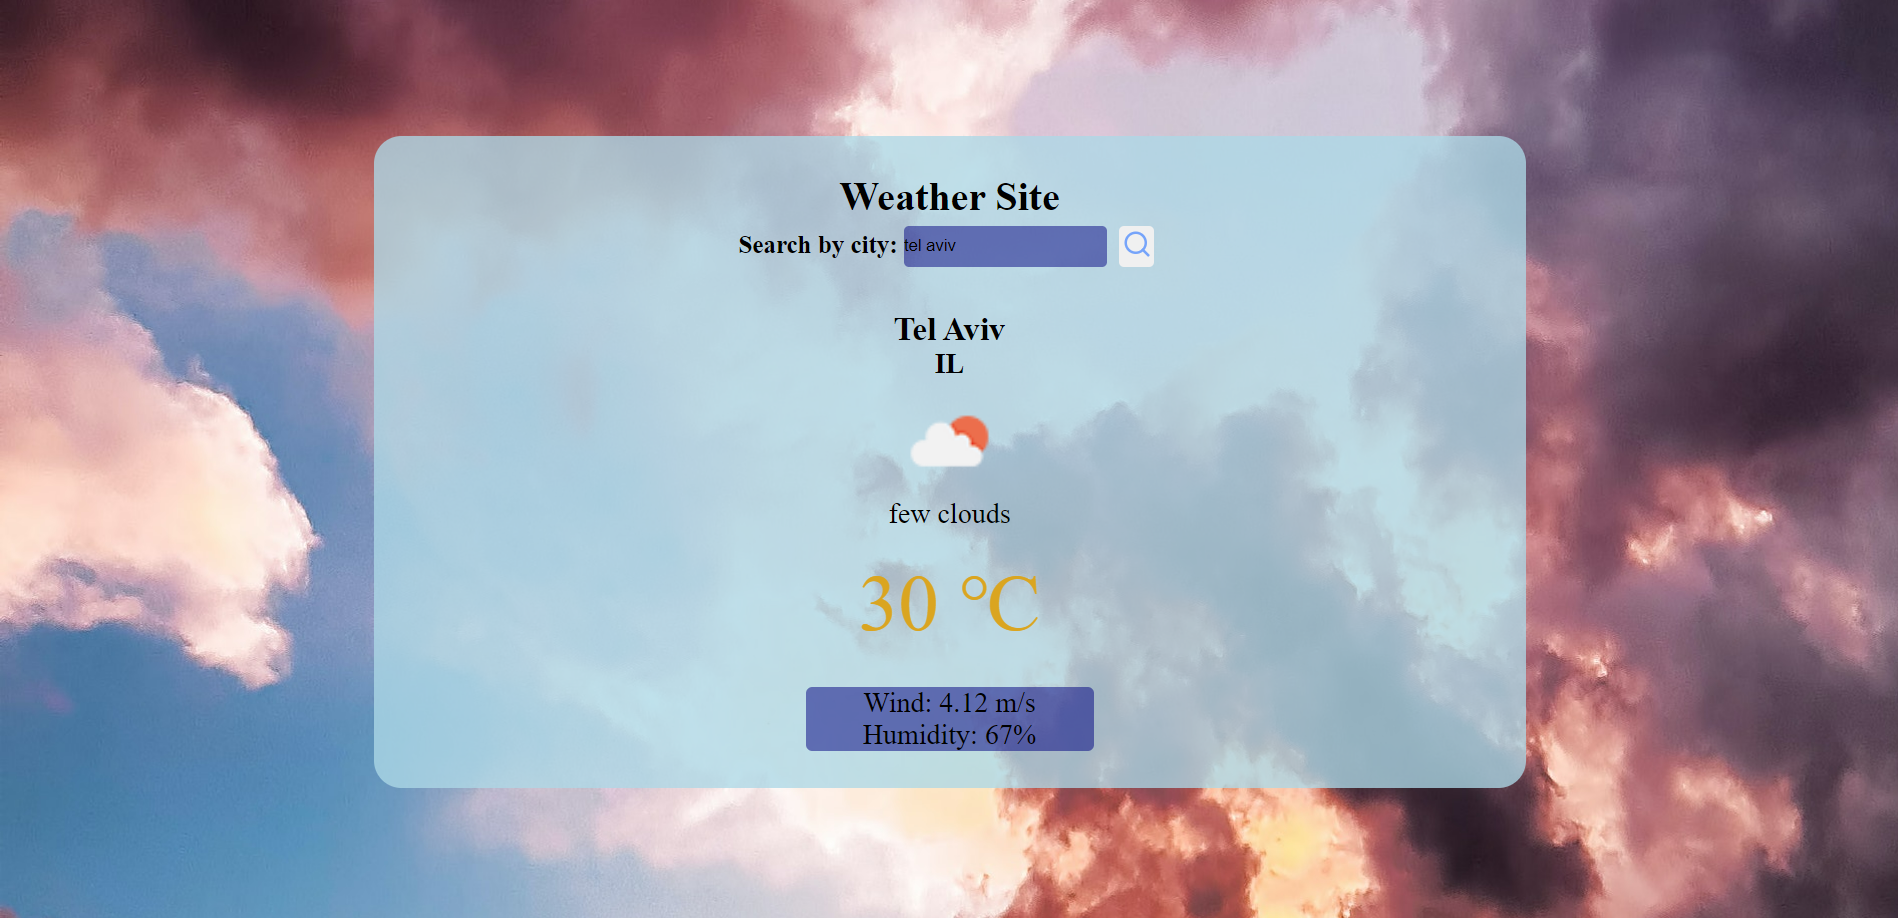 Weather Site
Search by city: tel aviv
Tel Aviv
IL
few clouds
30 °C
Wind: 4.12 m/s
Humidity: 67%